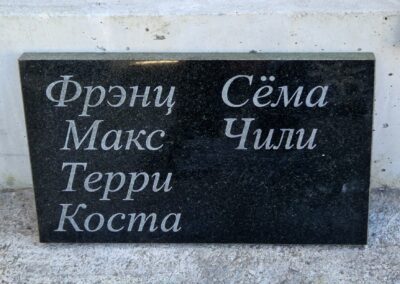 Фрэнц Сёма
Макс Чили
Терри
Коста